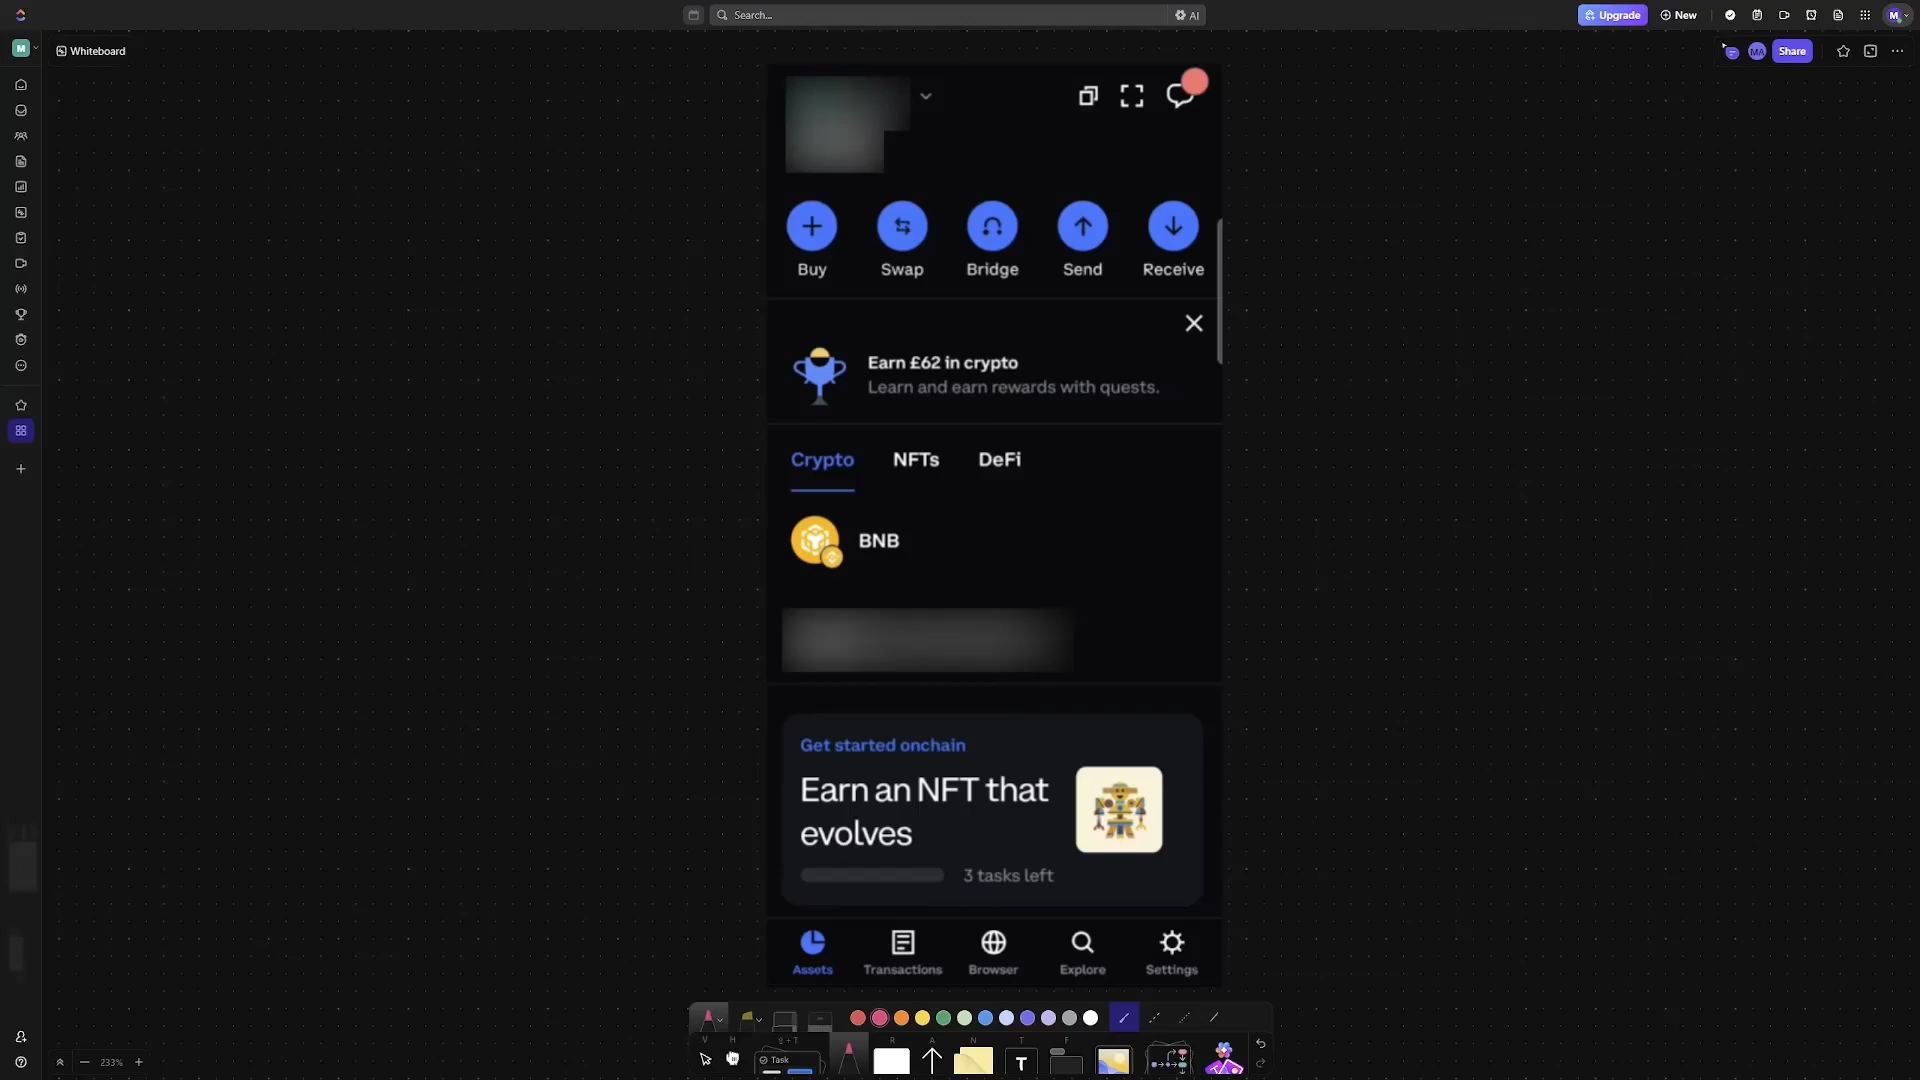 Search...
AI
Upgrade
New
M
M
Whiteboard
MA
Share
Buy
Swap
Bridge
Send
Receive
Earn £62 in crypto
Learn and earn rewards with quests.
Crypto
NFTs
DeFi
BNB
Get started onchain
Earn an NFT that
evolves
3 tasks left
Assets
Transactions
Browser
Explore
Settings
V
H
R
A
N
T
F
Task
T
233%